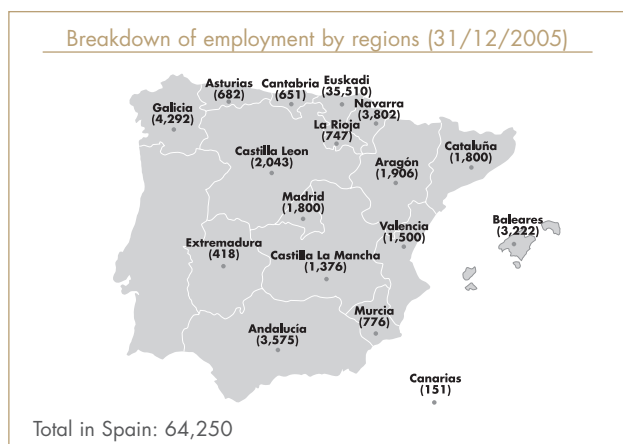 Breakdown of employment by regions (31/12/2005)
Asturias
(682)
Cantabria
(651)
Euskadi
(35,510)
Galicia
(4,292)
Navarra
(3,802)
La Rioja
(747)
Castilla Leon
(2,043)
Aragón
(1,906)
Cataluña
(1,800)
Madrid
(1,800)
Valencia
(1,500)
Baleares
(3,222)
Extremadura
(418)
Castilla La Mancha
(1,376)
Andalucía
(3,575)
Murcia
(776)
Canarias
(151)
Total in Spain: 64,250